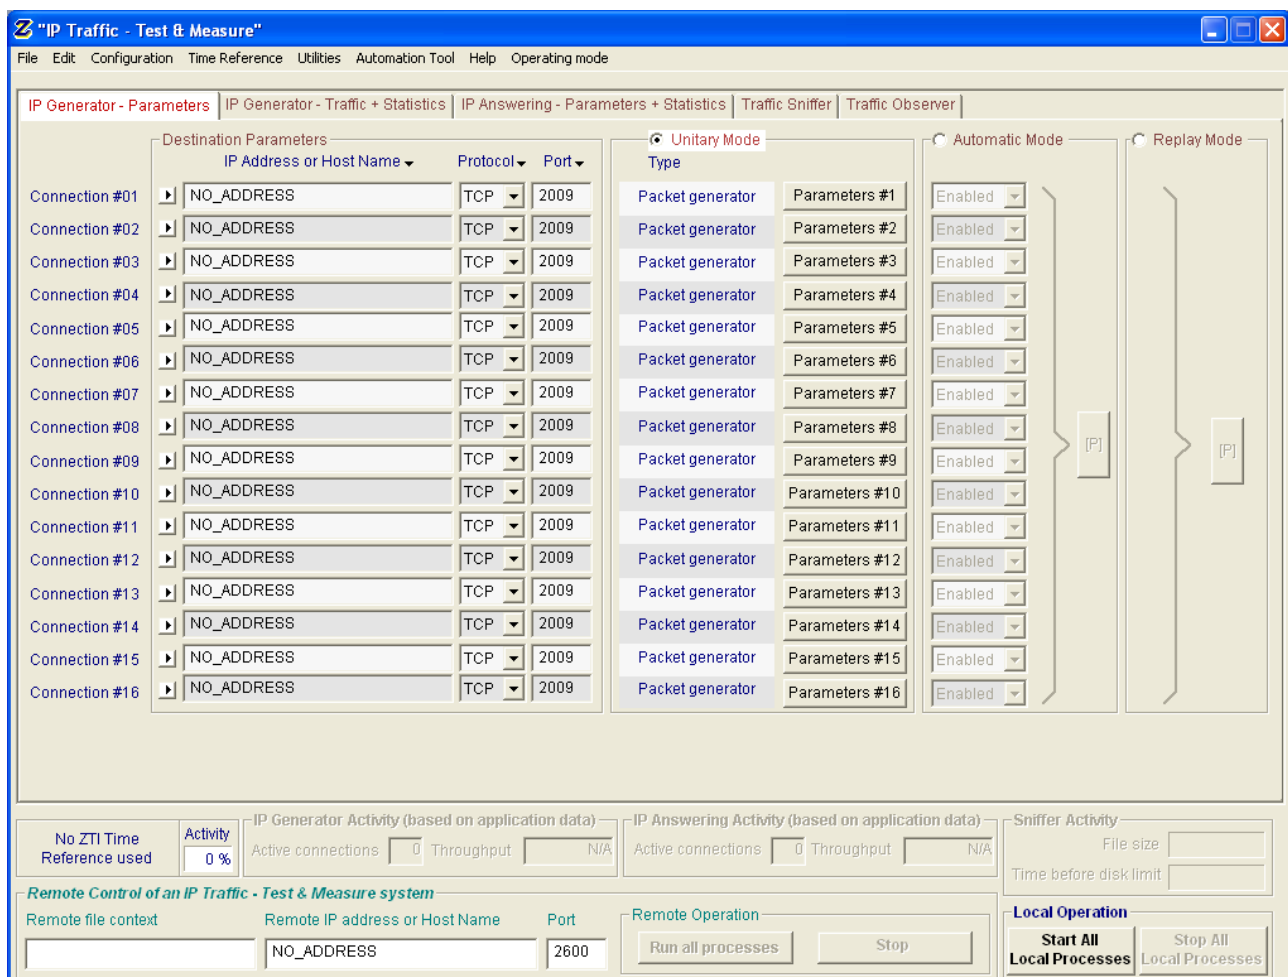 "IP Traffic - Test & Measure"
File Edit Configuration Time Reference Utilities Automation Tool Help Operating mode
IP Generator - Parameters IP Generator - Traffic + Statistics IP Answering - Parameters + Statistics Traffic Sniffer Traffic Observer
Destination Parameters Unitary Mode Automatic Mode Replay Mode
IP Address or Host Name Protocol Port Type
Connection #01 NO_ADDRESS TCP 2009 Packet generator Parameters #1 Enabled
Connection #02 NO_ADDRESS TCP 2009 Packet generator Parameters #2 Enabled
Connection #03 NO_ADDRESS TCP 2009 Packet generator Parameters #3 Enabled
Connection #04 NO_ADDRESS TCP 2009 Packet generator Parameters #4 Enabled
Connection #05 NO_ADDRESS TCP 2009 Packet generator Parameters #5 Enabled
Connection #06 NO_ADDRESS TCP 2009 Packet generator Parameters #6 Enabled
Connection #07 NO_ADDRESS TCP 2009 Packet generator Parameters #7 Enabled
Connection #08 NO_ADDRESS TCP 2009 Packet generator Parameters #8 Enabled
Connection #09 NO_ADDRESS TCP 2009 Packet generator Parameters #9 Enabled [P] [P]
Connection #10 NO_ADDRESS TCP 2009 Packet generator Parameters #10 Enabled
Connection #11 NO_ADDRESS TCP 2009 Packet generator Parameters #11 Enabled
Connection #12 NO_ADDRESS TCP 2009 Packet generator Parameters #12 Enabled
Connection #13 NO_ADDRESS TCP 2009 Packet generator Parameters #13 Enabled
Connection #14 NO_ADDRESS TCP 2009 Packet generator Parameters #14 Enabled
Connection #15 NO_ADDRESS TCP 2009 Packet generator Parameters #15 Enabled
Connection #16 NO_ADDRESS TCP 2009 Packet generator Parameters #16 Enabled
No ZTI Time
Reference used
Activity
0 %
IP Generator Activity (based on application data)
Active connections 0 Throughput N/A
IP Answering Activity (based on application data)
Active connections 0 Throughput N/A
Sniffer Activity
File size
Time before disk limit
Remote Control of an IP Traffic - Test & Measure system
Remote file context Remote IP address or Host Name Port
NO_ADDRESS 2600
Remote Operation
Run all processes Stop
Local Operation
Start All
Local Processes
Stop All
Local Processes